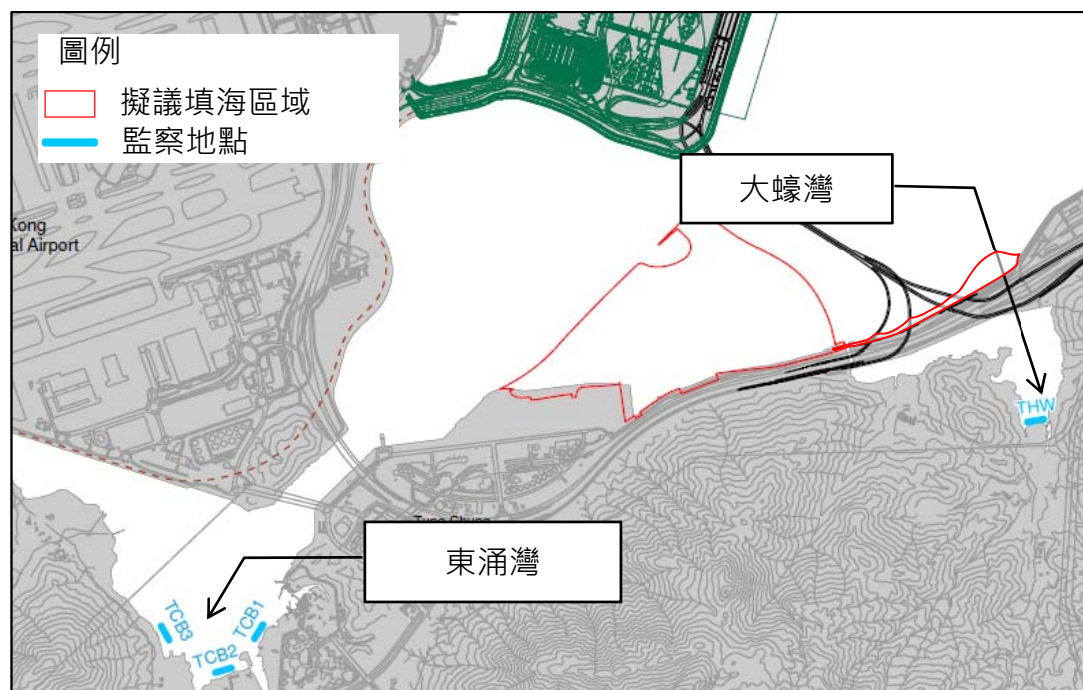 圖例
擬議填海區域
監察地點
大蠔灣
Kong
al Airport
THW
Tung Chung
東涌灣
TCB3
TCB1
TCB2